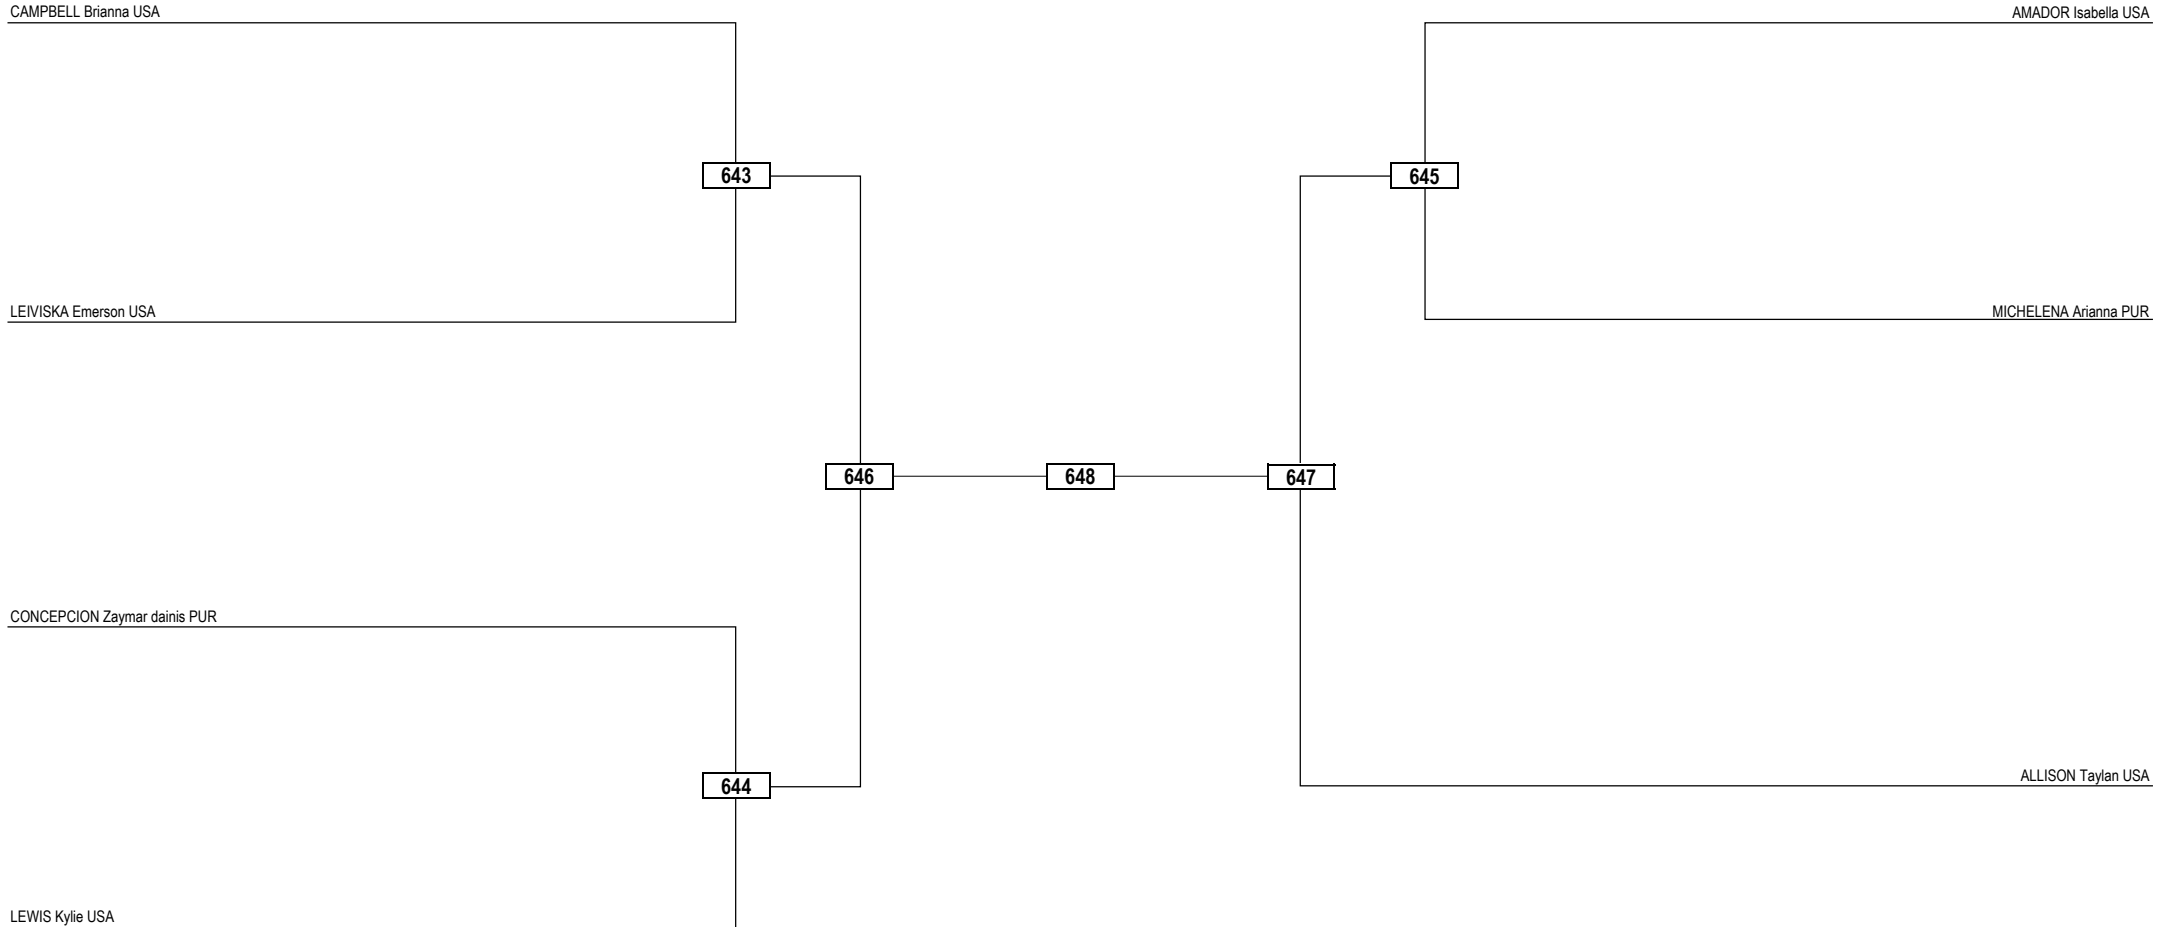 CAMPBELL Brianna USA
AMADOR Isabella USA
643
645
LEIVISKA Emerson USA
MICHELENA Arianna PUR
646
648
647
CONCEPCION Zaymar dainis PUR
644
ALLISON Taylan USA
LEWIS Kylie USA